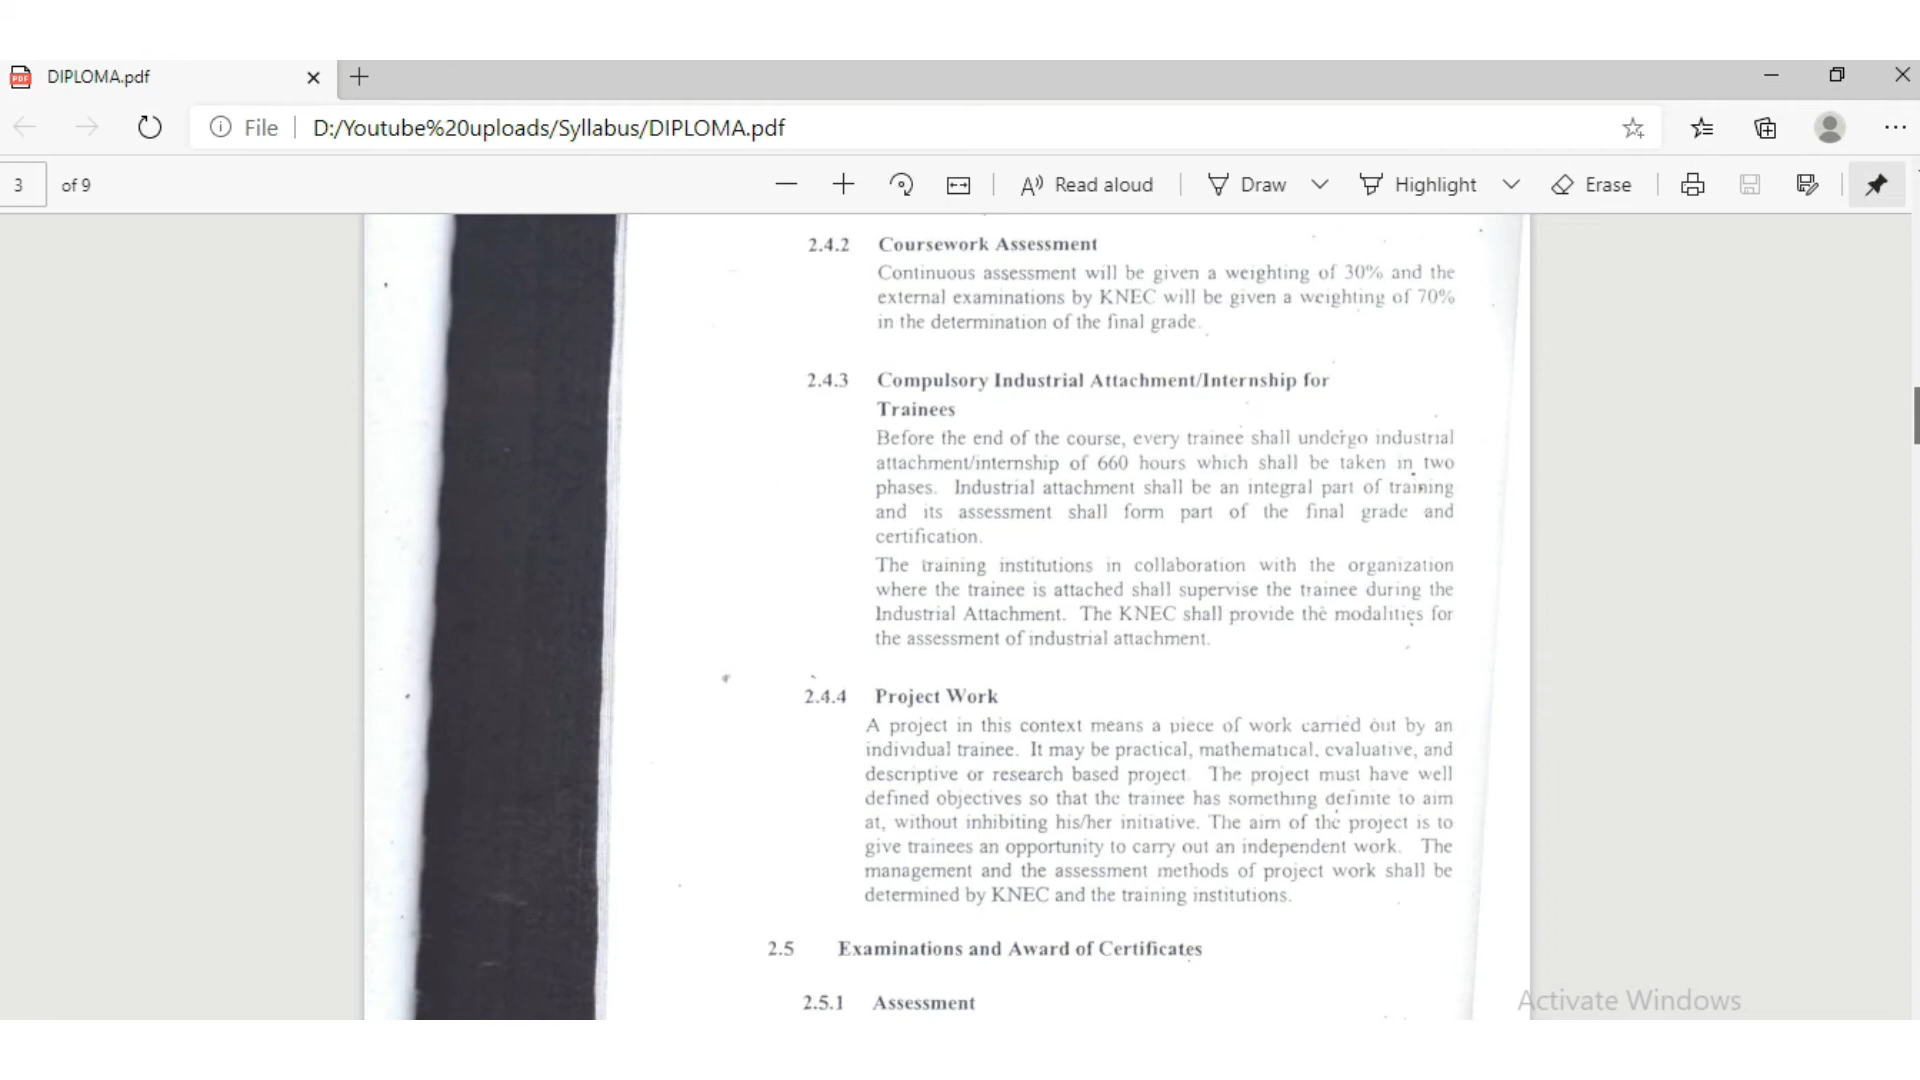 DIPLOMA.pdf
File
D:/Youtube%20uploads/Syllabus/DIPLOMA.pdf
3 of 9
Read aloud
Draw
Highlight
Erase
2.4.2 Coursework Assessment
Continuous assessment will be given a weighting of 30% and the
external examinations by KNEC will be given a weighting of 70%
in the determination of the final grade.
2.4.3 Compulsory Industrial Attachment/Internship for
Trainees
Before the end of the course, every trainee shall undergo industrial
attachment/internship of 660 hours which shall be taken in two
phases. Industrial attachment shall be an integral part of training
and its assessment shall form part of the final grade and
certification.
The training institutions in collaboration with the organization
where the trainee is attached shall supervise the trainee during the
Industrial Attachment. The KNEC shall provide the modalities for
the assessment of industrial attachment.
2.4.4 Project Work
A project in this context means a piece of work carried out by an
individual trainee. It may be practical, mathematical, evaluative, and
descriptive or research based project. The project must have well
defined objectives so that the trainee has something definite to aim
at, without inhibiting his/her initiative. The aim of the project is to
give trainees an opportunity to carry out an independent work. The
management and the assessment methods of project work shall be
determined by KNEC and the training institutions.
2.5 Examinations and Award of Certificates
2.5.1 Assessment
Activate Windows